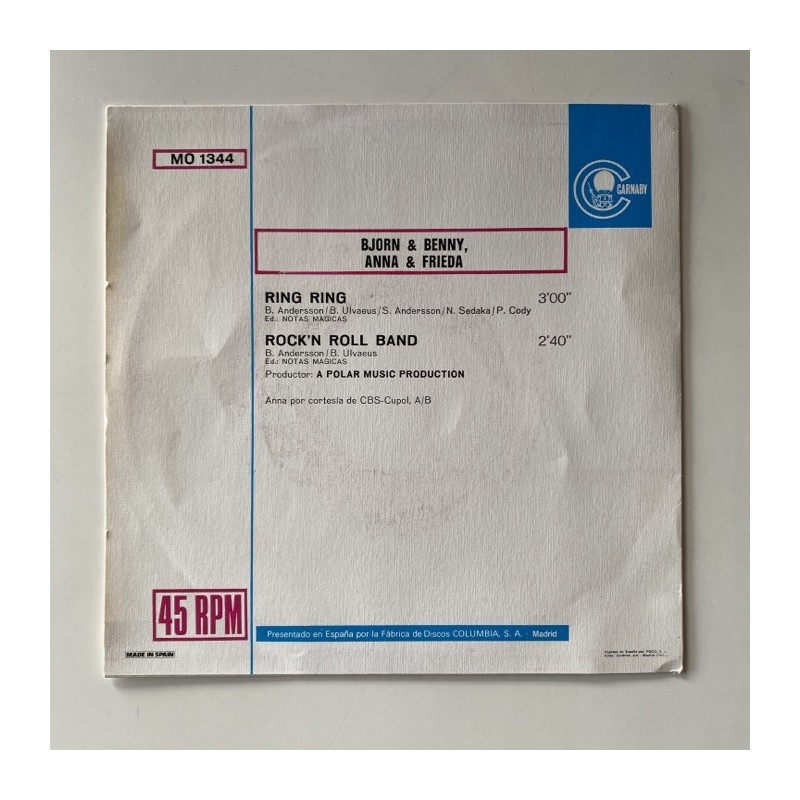 MO 1344
CARNABY
BJORN & BENNY,
ANNA & FRIEDA
RING RING 3'00"
B. Andersson/B. Ulvaeus/S. Andersson/N. Sedaka/P. Cody
Ed.: NOTAS MAGICAS
ROCK'N ROLL BAND 2'40"
B. Andersson/B. Ulvaeus
Ed.: NOTAS MAGICAS
Productor: A POLAR MUSIC PRODUCTION
Anna por cortesía de CBS-Cupol, A/B
45 RPM
Presentado en España por la Fábrica de Discos COLUMBIA, S. A. - Madrid
MADE IN SPAIN